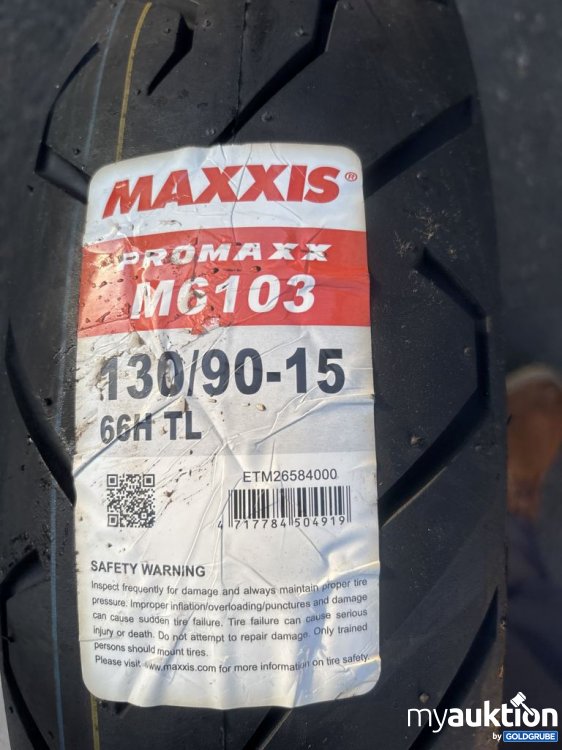 MAXXIS®
PROMAXX
M6103
130/90-15
66H TL
ETM26584000
4 717784 504919
SAFETY WARNING
Inspect frequently for damage and always maintain proper tire
pressure. Improper inflation/overloading/punctures and damage
can cause sudden tire failure. Tire failure can cause serious
injury or death. Do not attempt to repair damage. Only trained
persons should mount tires.
Please visit www.maxxis.com for more information on tire safety.
myauktion
by GOLDGRUBE